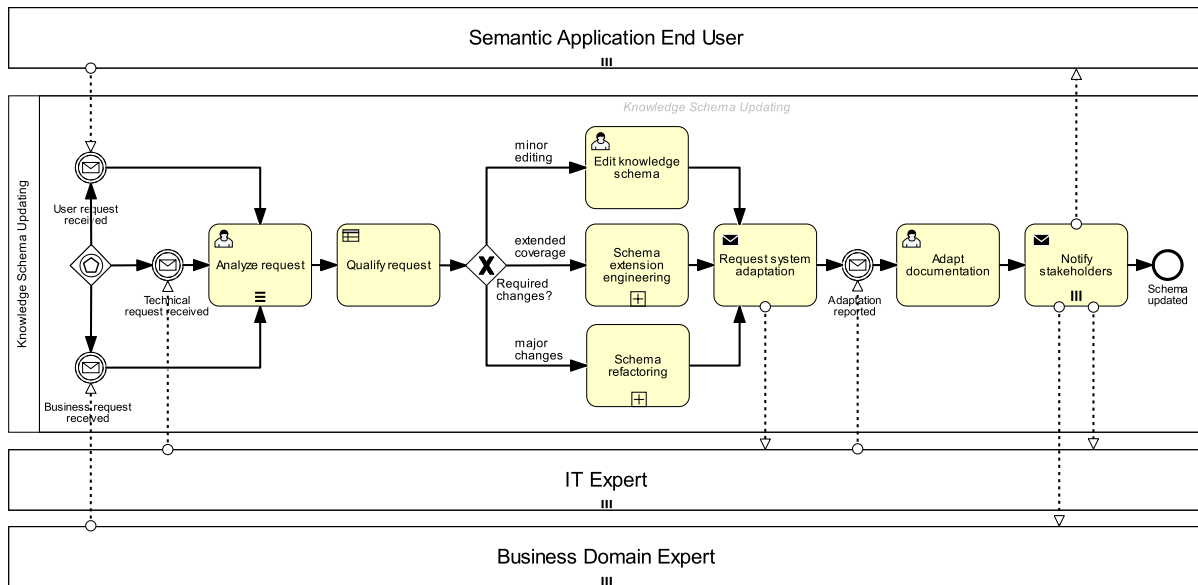 Semantic Application End User
Knowledge Schema Updating
Knowledge Schema Updating
User request
received
Technical
request received
Business request
received
Analyze request
Qualify request
Required
changes?
minor
editing
extended
coverage
major
changes
Edit knowledge
schema
Schema
extension
engineering
Schema
refactoring
Request system
adaptation
Adaptation
reported
Adapt
documentation
Notify
stakeholders
Schema
updated
IT Expert
Business Domain Expert